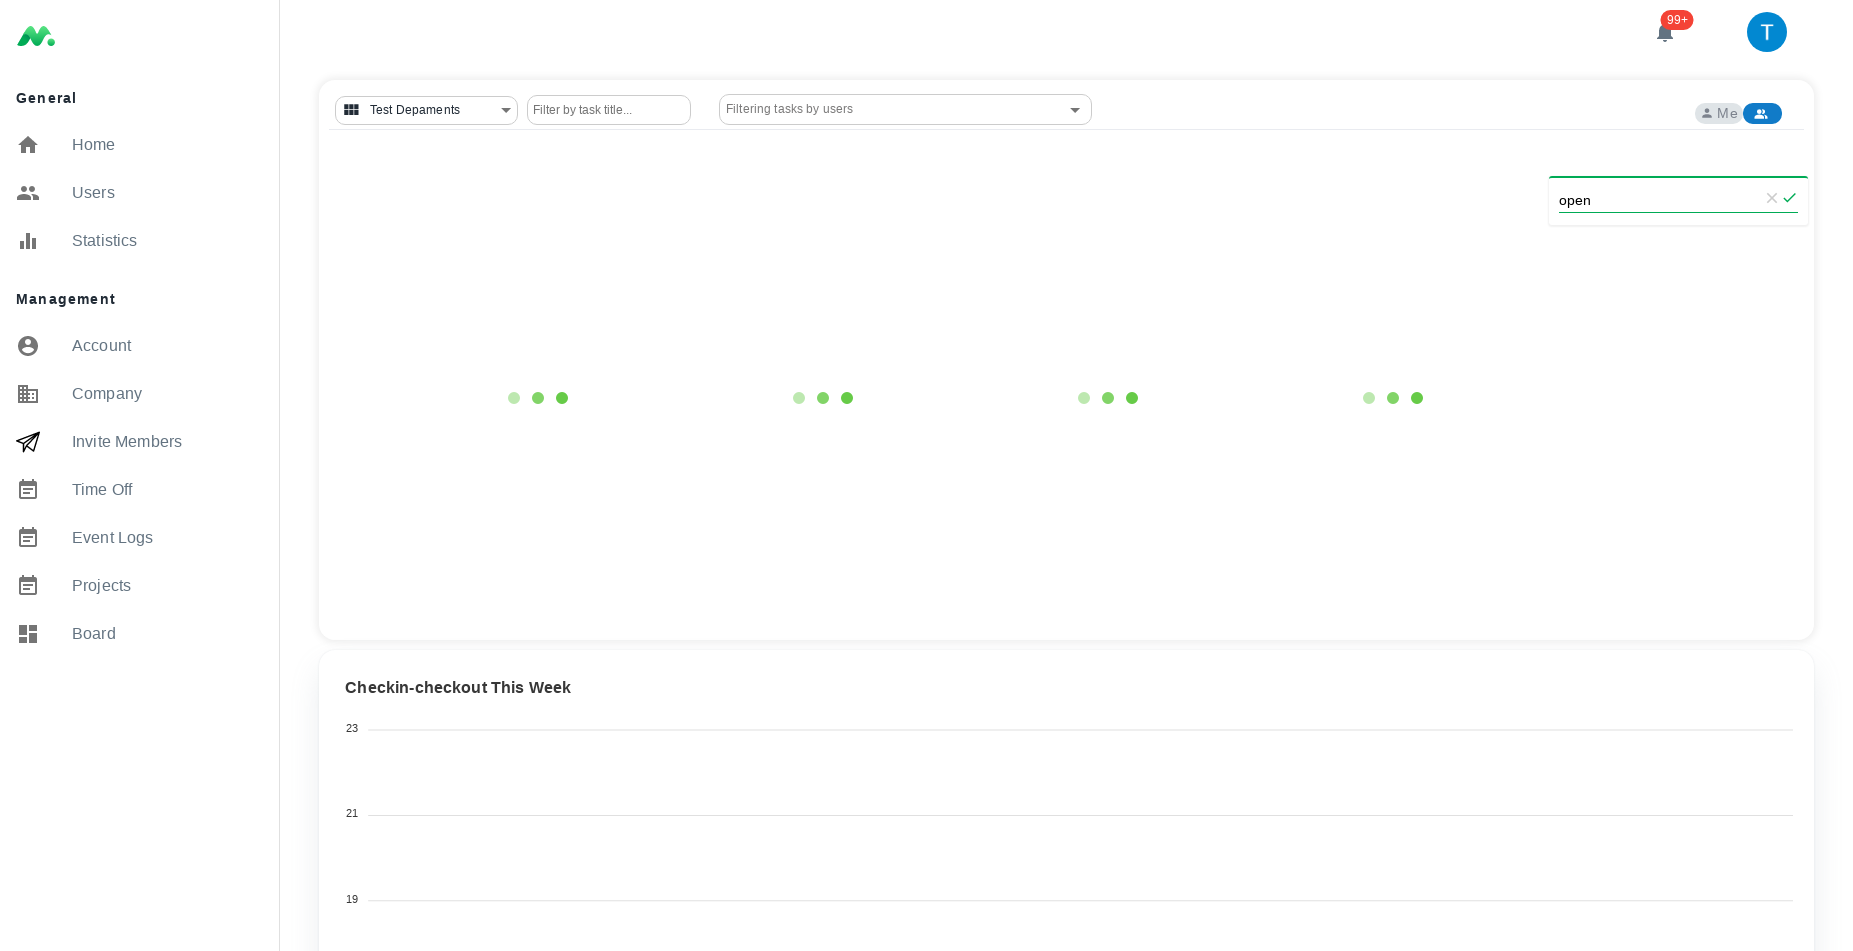 99+
T
General
Home
Users
Statistics
Management
Account
Company
Invite Members
Time Off
Event Logs
Projects
Board
Test Depaments
Filter by task title...
Filtering tasks by users
Me
open
Checkin-checkout This Week
23
21
19